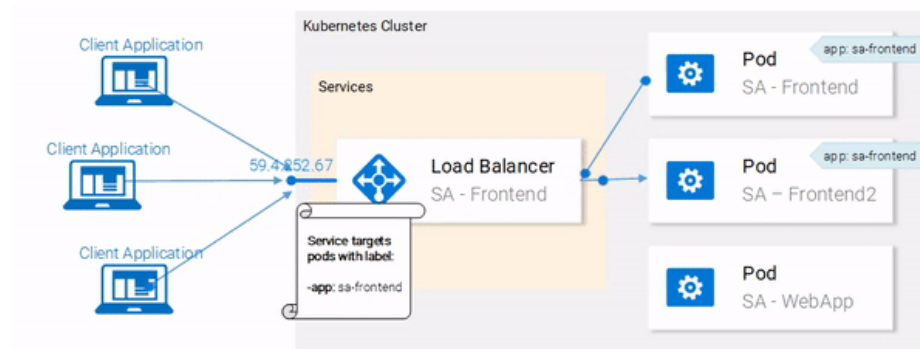 Kubernetes Cluster
Client Application
Services
Client Application
59.4.252.67
Load Balancer
SA - Frontend
Service targets
pods with label:
-app: sa-frontend
Client Application
Pod
SA - Frontend
app: sa-frontend
Pod
SA – Frontend2
app: sa-frontend
Pod
SA - WebApp